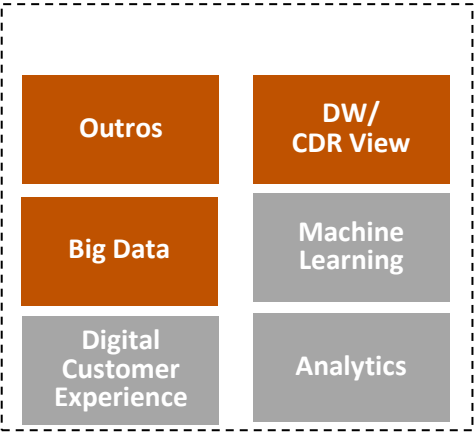 Outros
DW/
CDR View
Big Data
Machine
Learning
Digital
Customer
Experience
Analytics